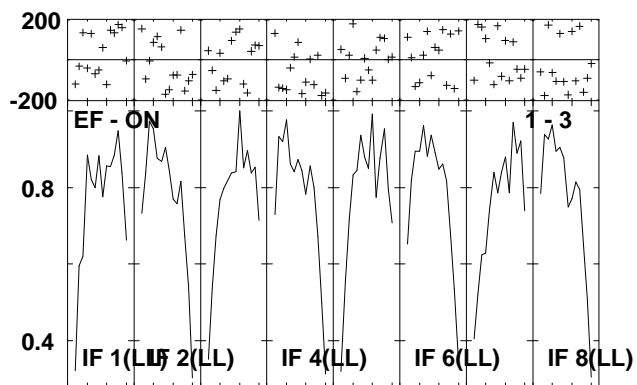 200
-200
EF - ON 1 - 3
0.8
0.4
IF 1(LL) IF 2(LL) IF 4(LL) IF 6(LL) IF 8(LL)